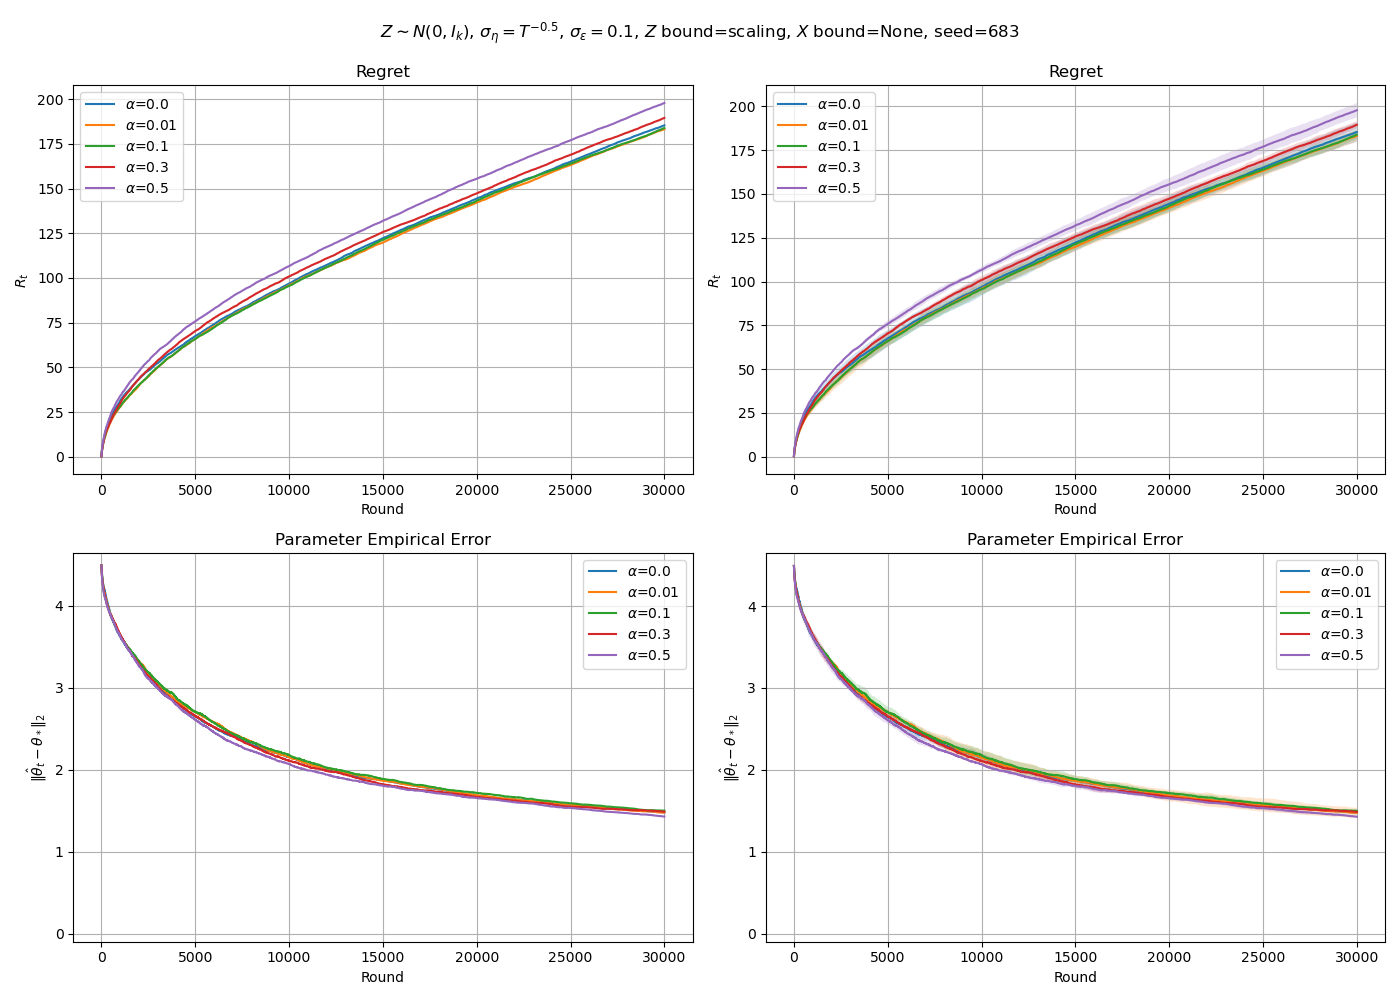 Z ∼ N(0, I_k), σ_η = T^{−0.5}, σ_ε = 0.1, Z bound=scaling, X bound=None, seed=683
Regret
R_t
200
175
150
125
100
75
50
25
0
α=0.0
α=0.01
α=0.1
α=0.3
α=0.5
0 5000 10000 15000 20000 25000 30000
Round
Regret
R_t
200
175
150
125
100
75
50
25
0
α=0.0
α=0.01
α=0.1
α=0.3
α=0.5
0 5000 10000 15000 20000 25000 30000
Round
Parameter Empirical Error
‖θ̂_t − θ_*‖_2
4
3
2
1
0
α=0.0
α=0.01
α=0.1
α=0.3
α=0.5
0 5000 10000 15000 20000 25000 30000
Round
Parameter Empirical Error
‖θ̂_t − θ_*‖_2
4
3
2
1
0
α=0.0
α=0.01
α=0.1
α=0.3
α=0.5
0 5000 10000 15000 20000 25000 30000
Round